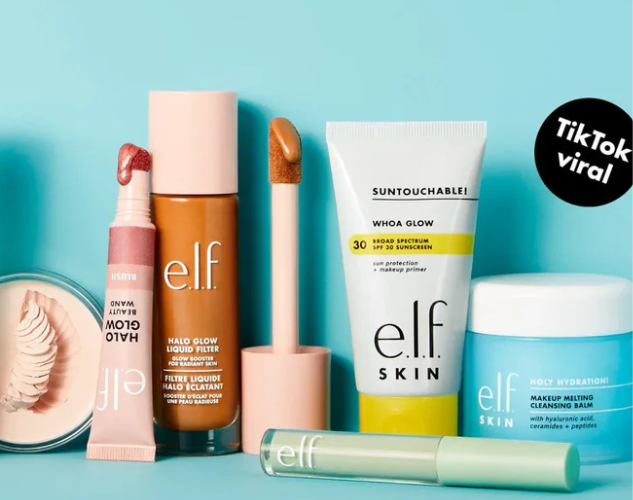 TikTok
viral
BLUSH
HALO
GLOW
BEAUTY
WAND
e.l.f.
e.l.f.
HALO GLOW
LIQUID FILTER
GLOW BOOSTER
FOR RADIANT SKIN
FILTRE LIQUIDE
HALO ÉCLATANT
BOOSTER D'ÉCLAT POUR
UNE PEAU RADIEUSE
SUNTOUCHABLE!
WHOA GLOW
30 BROAD SPECTRUM
SPF 30 SUNSCREEN
sun protection
+ makeup primer
e.l.f.
SKIN
e.l.f.
SKIN
HOLY HYDRATION!
MAKEUP MELTING
CLEANSING BALM
with hyaluronic acid,
ceramides + peptides
elf